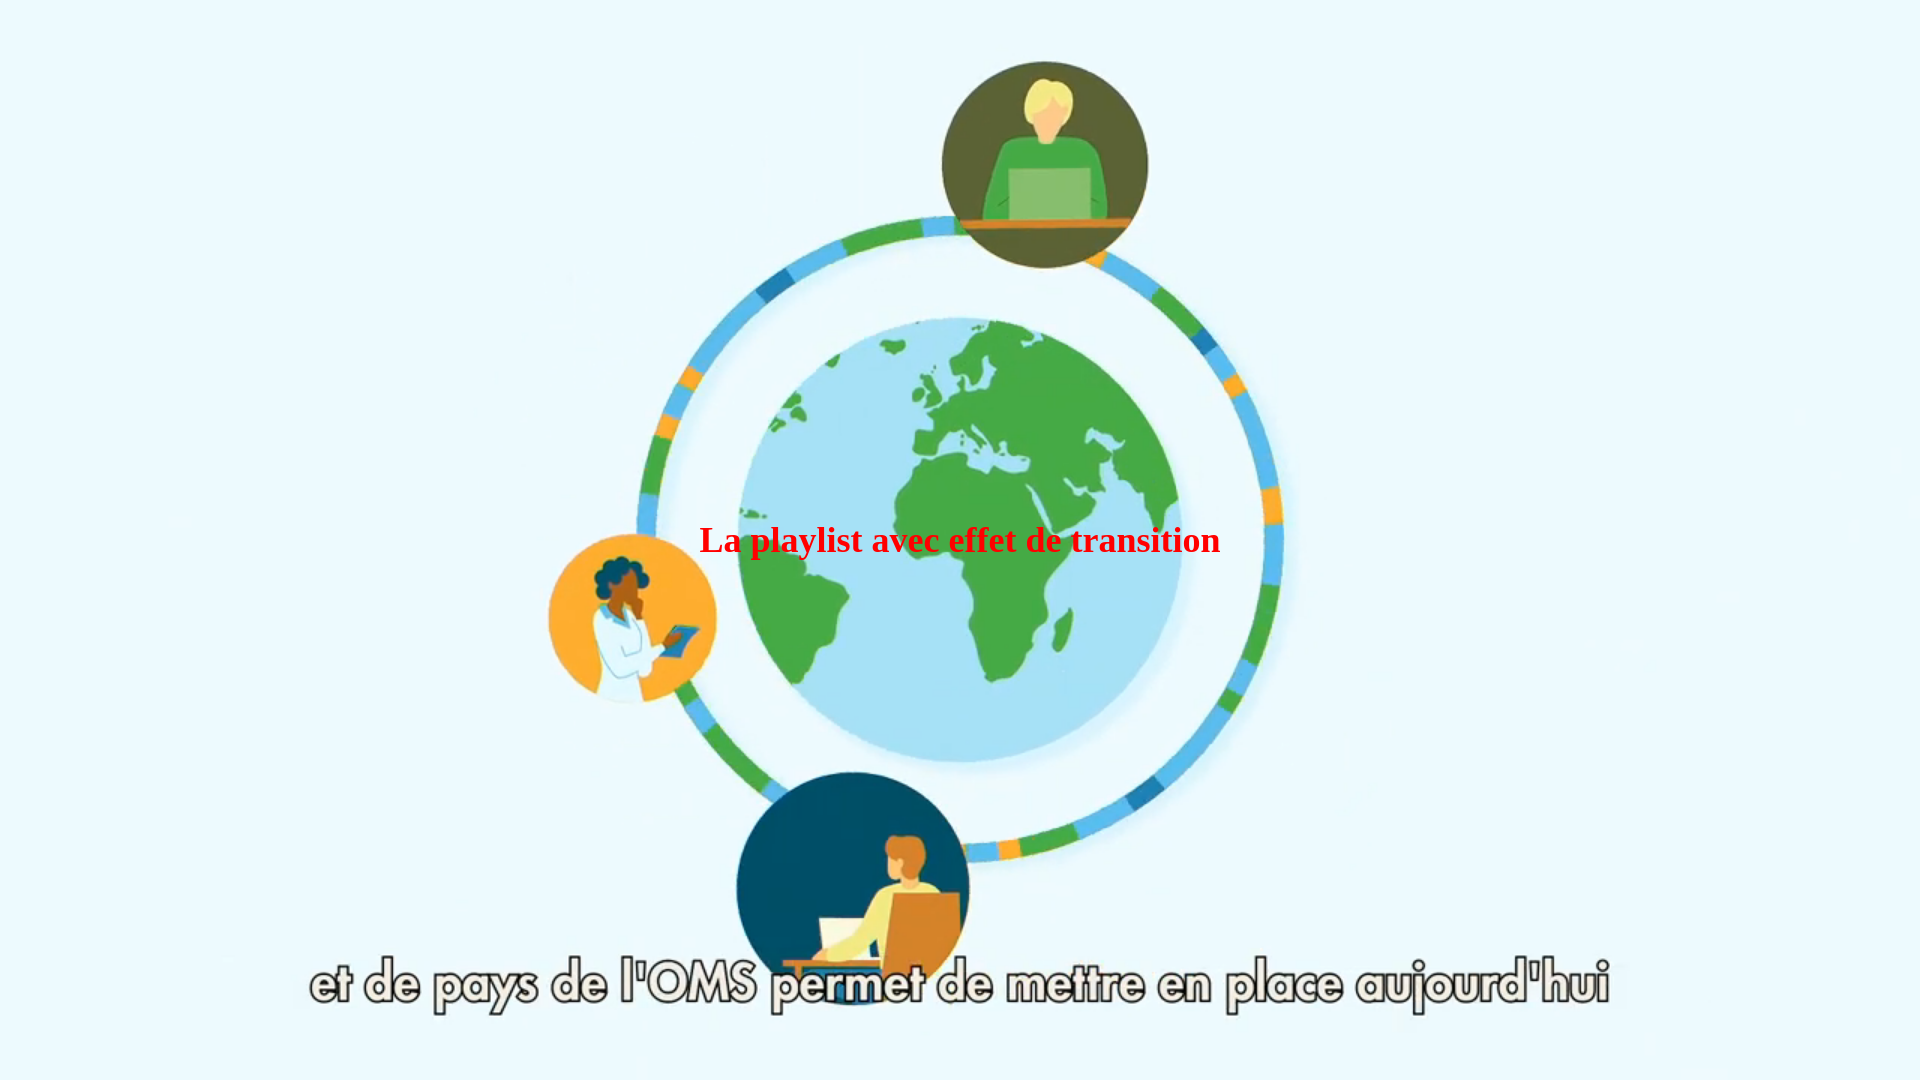 La playlist avec effet de transition
et de pays de l'OMS permet de mettre en place aujourd'hui